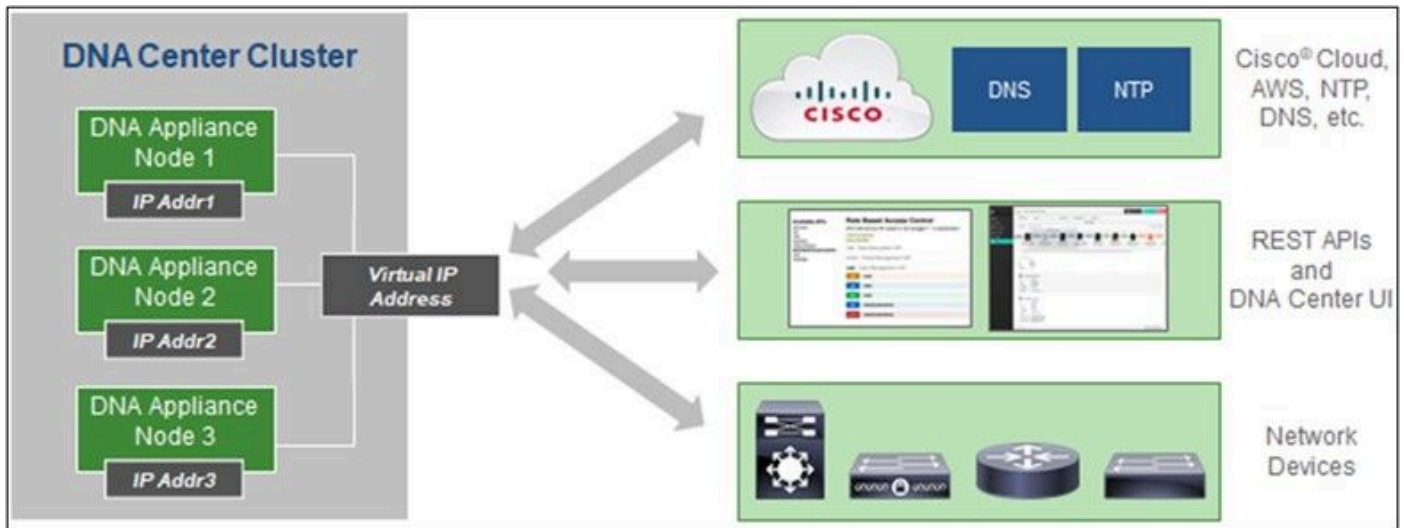 DNA Center Cluster
DNA Appliance
Node 1
IP Addr1
DNA Appliance
Node 2
IP Addr2
DNA Appliance
Node 3
IP Addr3
Virtual IP
Address
CISCO
DNS
NTP
Cisco® Cloud,
AWS, NTP,
DNS, etc.
Role Based Access Control
REST APIs
and
DNA Center UI
Network
Devices